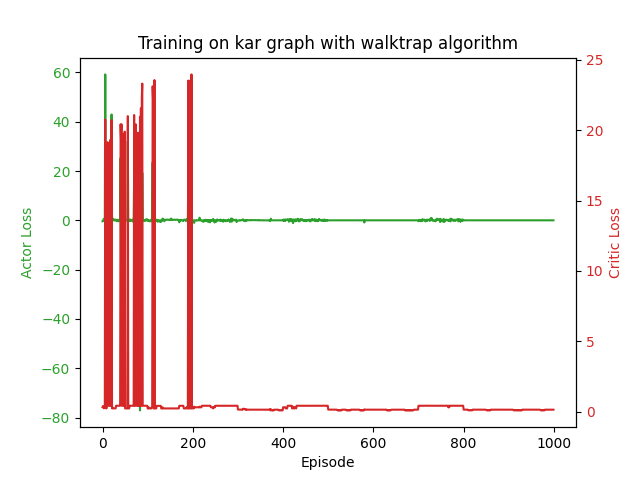 Training on kar graph with walktrap algorithm
60
40
20
0
−20
−40
−60
−80
Actor Loss
25
20
15
10
5
0
Critic Loss
0 200 400 600 800 1000
Episode